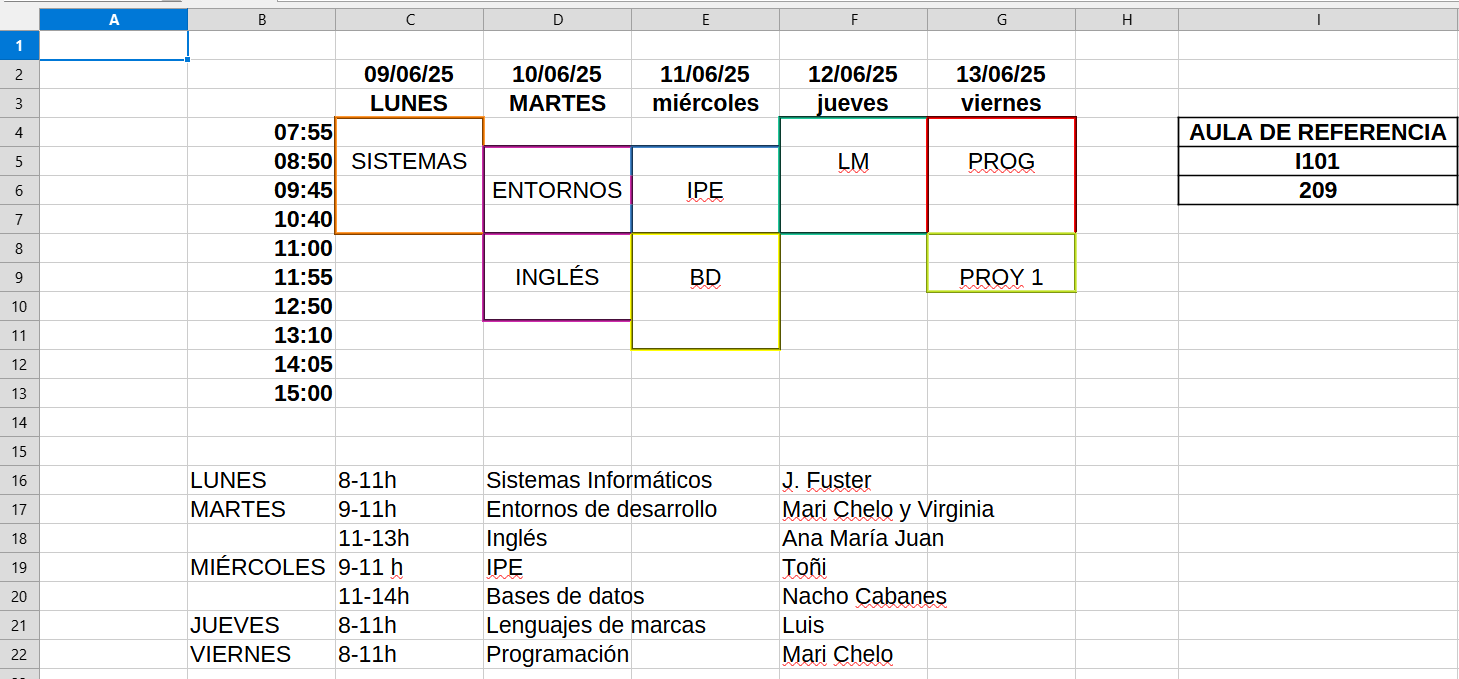 A B C D E F G H I
1
2 09/06/25 10/06/25 11/06/25 12/06/25 13/06/25
3 LUNES MARTES miércoles jueves viernes
4 07:55 AULA DE REFERENCIA
5 08:50 SISTEMAS LM PROG I101
6 09:45 ENTORNOS IPE 209
7 10:40
8 11:00
9 11:55 INGLÉS BD PROY 1
10 12:50
11 13:10
12 14:05
13 15:00
14
15
16 LUNES 8-11h Sistemas Informáticos J. Fuster
17 MARTES 9-11h Entornos de desarrollo Mari Chelo y Virginia
18 11-13h Inglés Ana María Juan
19 MIÉRCOLES 9-11 h IPE Toñi
20 11-14h Bases de datos Nacho Cabanes
21 JUEVES 8-11h Lenguajes de marcas Luis
22 VIERNES 8-11h Programación Mari Chelo